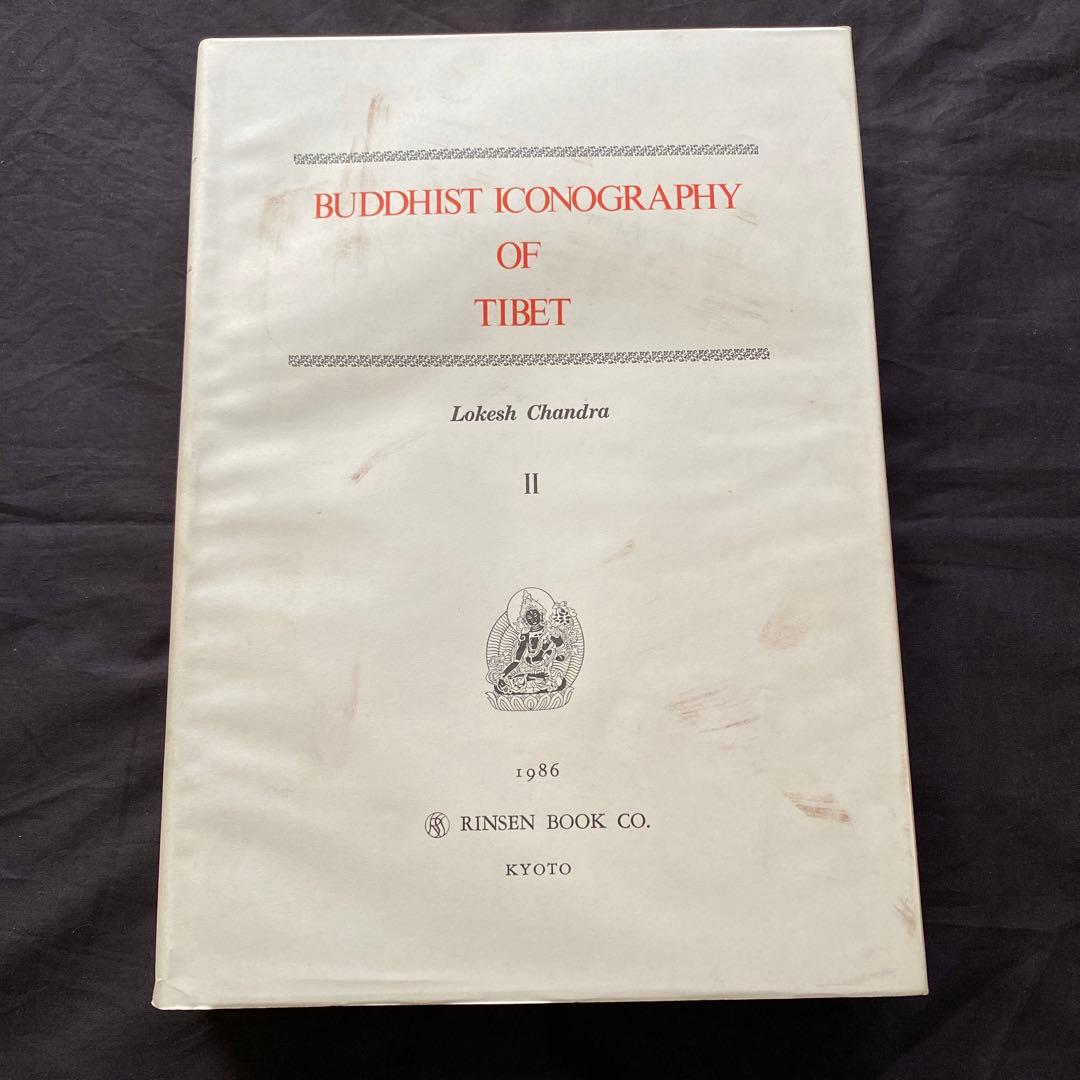 BUDDHIST ICONOGRAPHY
OF
TIBET
Lokesh Chandra
II
1986
RINSEN BOOK CO.
KYOTO